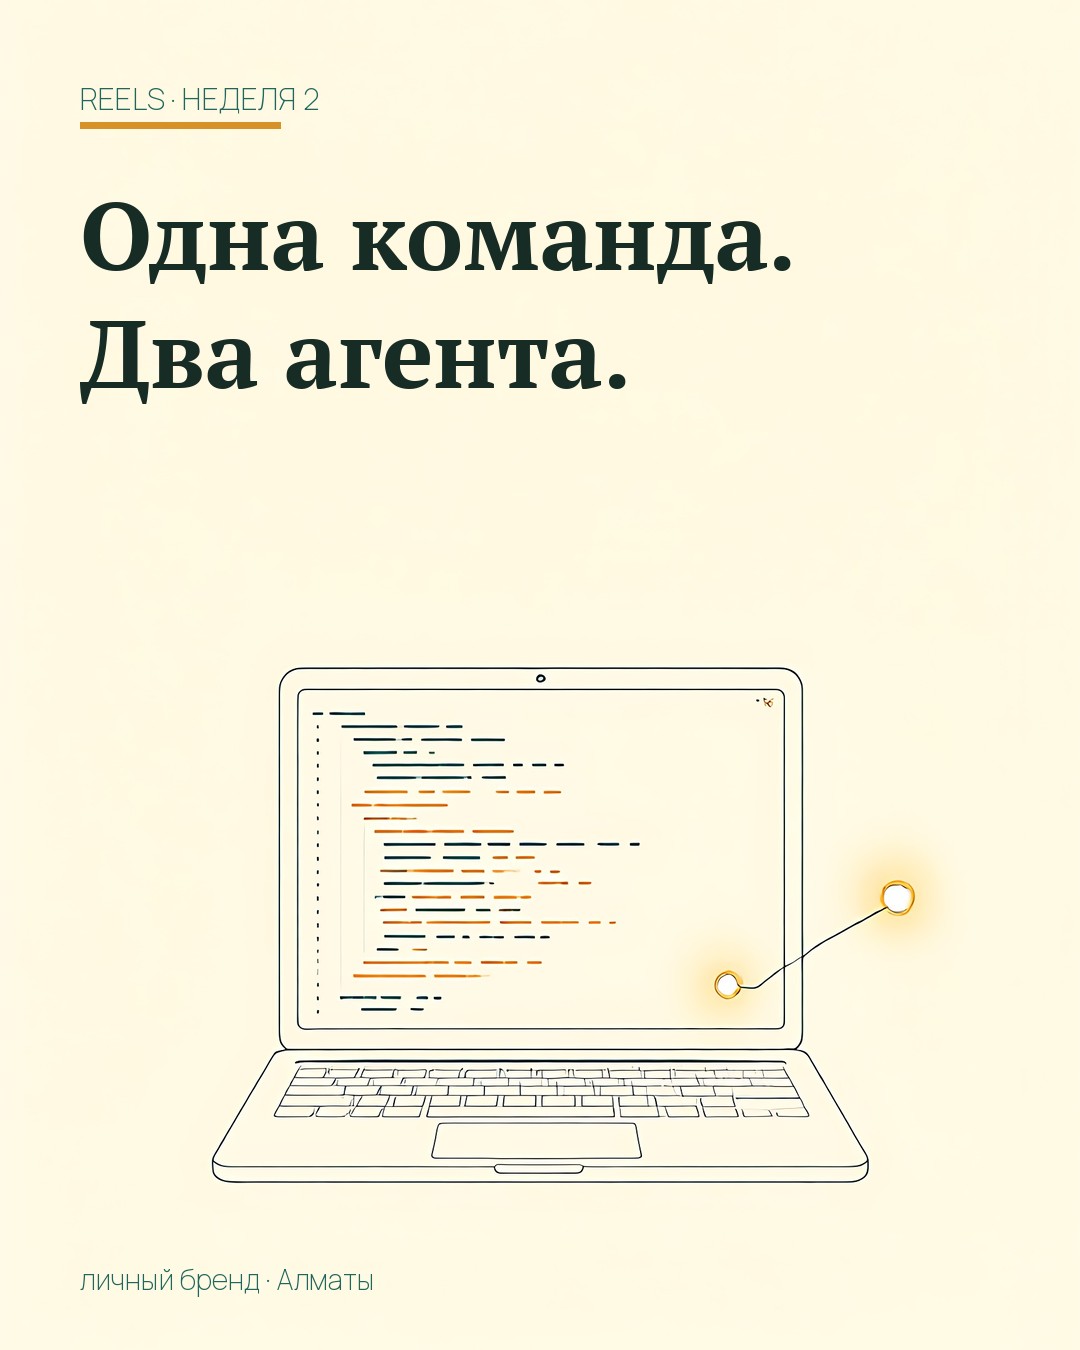 REELS · НЕДЕЛЯ 2
Одна команда.
Два агента.
личный бренд · Алматы